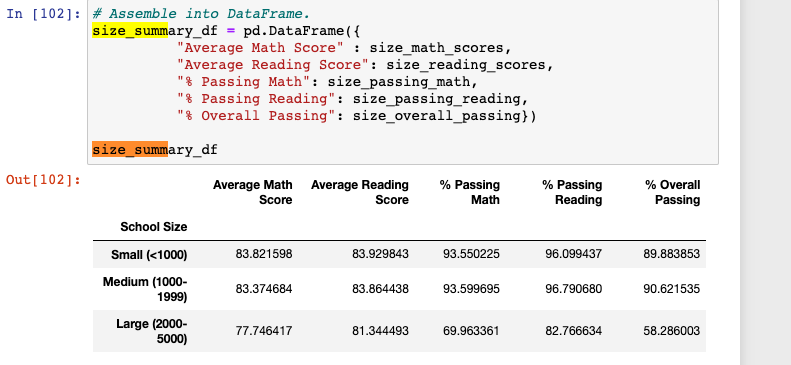 In [102]: # Assemble into DataFrame.
size_summary_df = pd.DataFrame({
"Average Math Score" : size_math_scores,
"Average Reading Score": size_reading_scores,
"% Passing Math": size_passing_math,
"% Passing Reading": size_passing_reading,
"% Overall Passing": size_overall_passing})
size_summary_df
Out[102]:
Average Math Score Average Reading Score % Passing Math % Passing Reading % Overall Passing
School Size
Small (<1000) 83.821598 83.929843 93.550225 96.099437 89.883853
Medium (1000-1999) 83.374684 83.864438 93.599695 96.790680 90.621535
Large (2000-5000) 77.746417 81.344493 69.963361 82.766634 58.286003